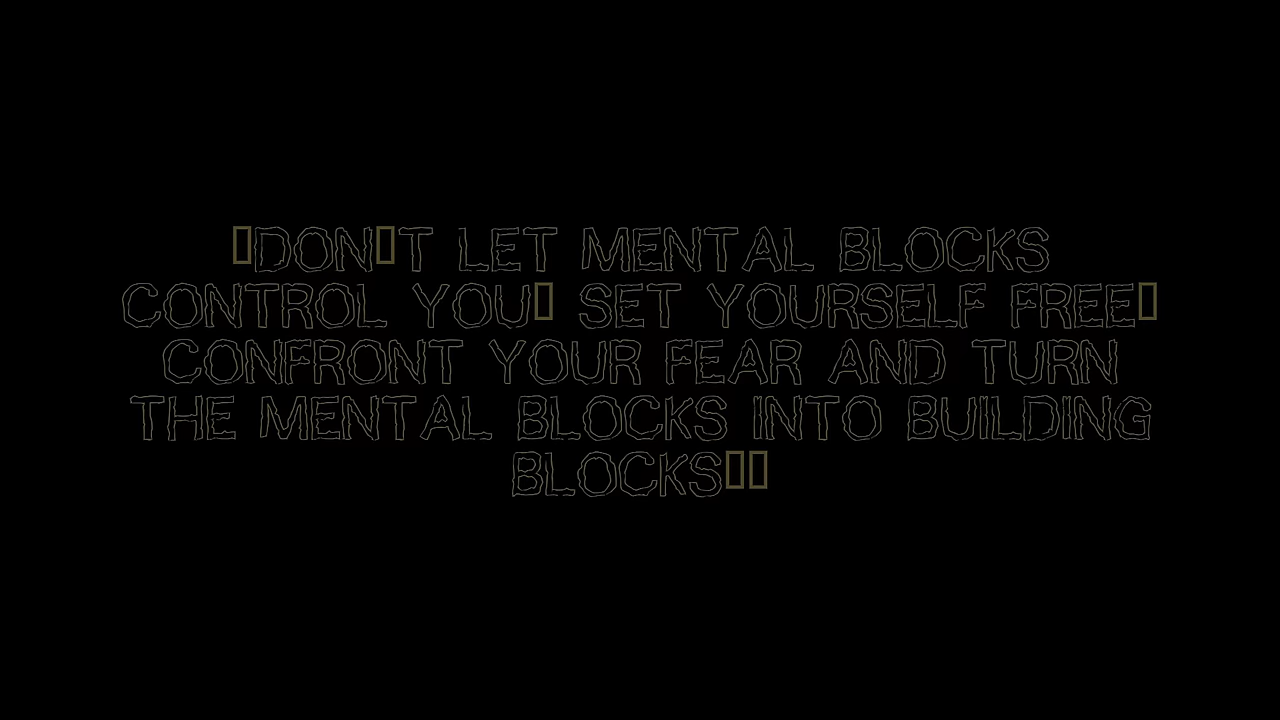 ▯DON▯T LET MENTAL BLOCKS
CONTROL YOU▯ SET YOURSELF FREE▯
CONFRONT YOUR FEAR AND TURN
THE MENTAL BLOCKS INTO BUILDING
BLOCKS▯▯